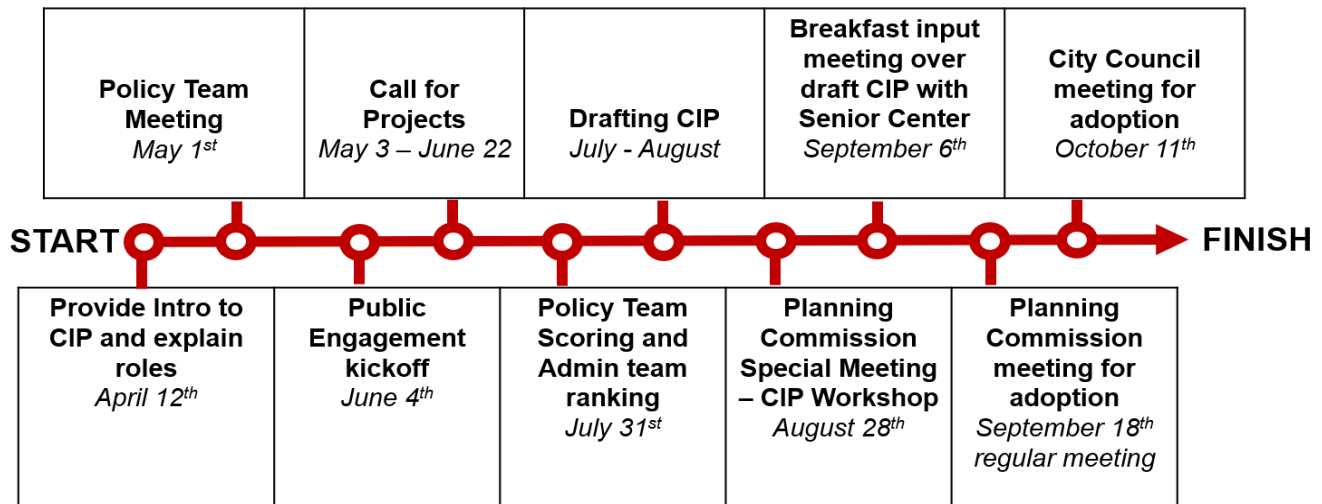 Policy Team
Meeting
May 1st
Call for
Projects
May 3 – June 22
Drafting CIP
July - August
Breakfast input
meeting over
draft CIP with
Senior Center
September 6th
City Council
meeting for
adoption
October 11th
START
FINISH
Provide Intro to
CIP and explain
roles
April 12th
Public
Engagement
kickoff
June 4th
Policy Team
Scoring and
Admin team
ranking
July 31st
Planning
Commission
Special Meeting
– CIP Workshop
August 28th
Planning
Commission
meeting for
adoption
September 18th
regular meeting